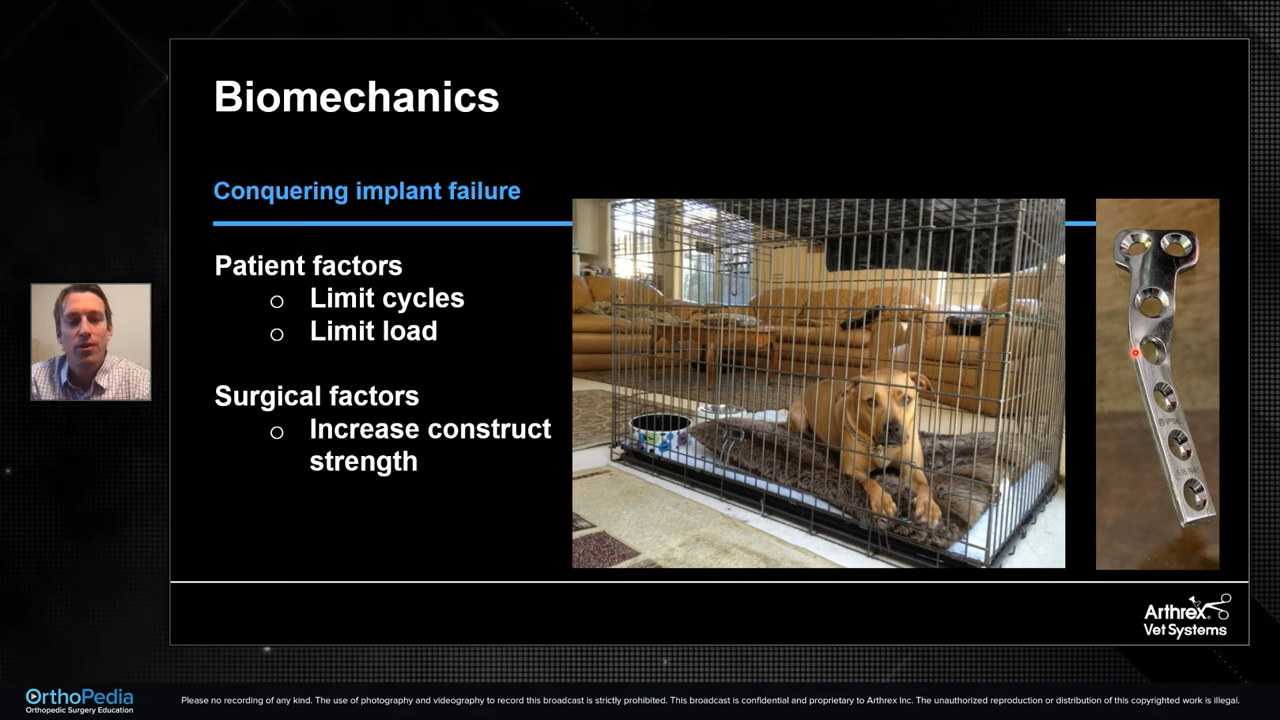 Biomechanics
Conquering implant failure
Patient factors
Limit cycles
Limit load
Surgical factors
Increase construct
strength
Arthrex
Vet Systems
OrthoPedia
Orthopedic Surgery Education
Please no recording of any kind. The use of photography and videography to record this broadcast is strictly prohibited. This broadcast is confidential and proprietary to Arthrex Inc. The unauthorized reproduction or distribution of this copyrighted work is illegal.